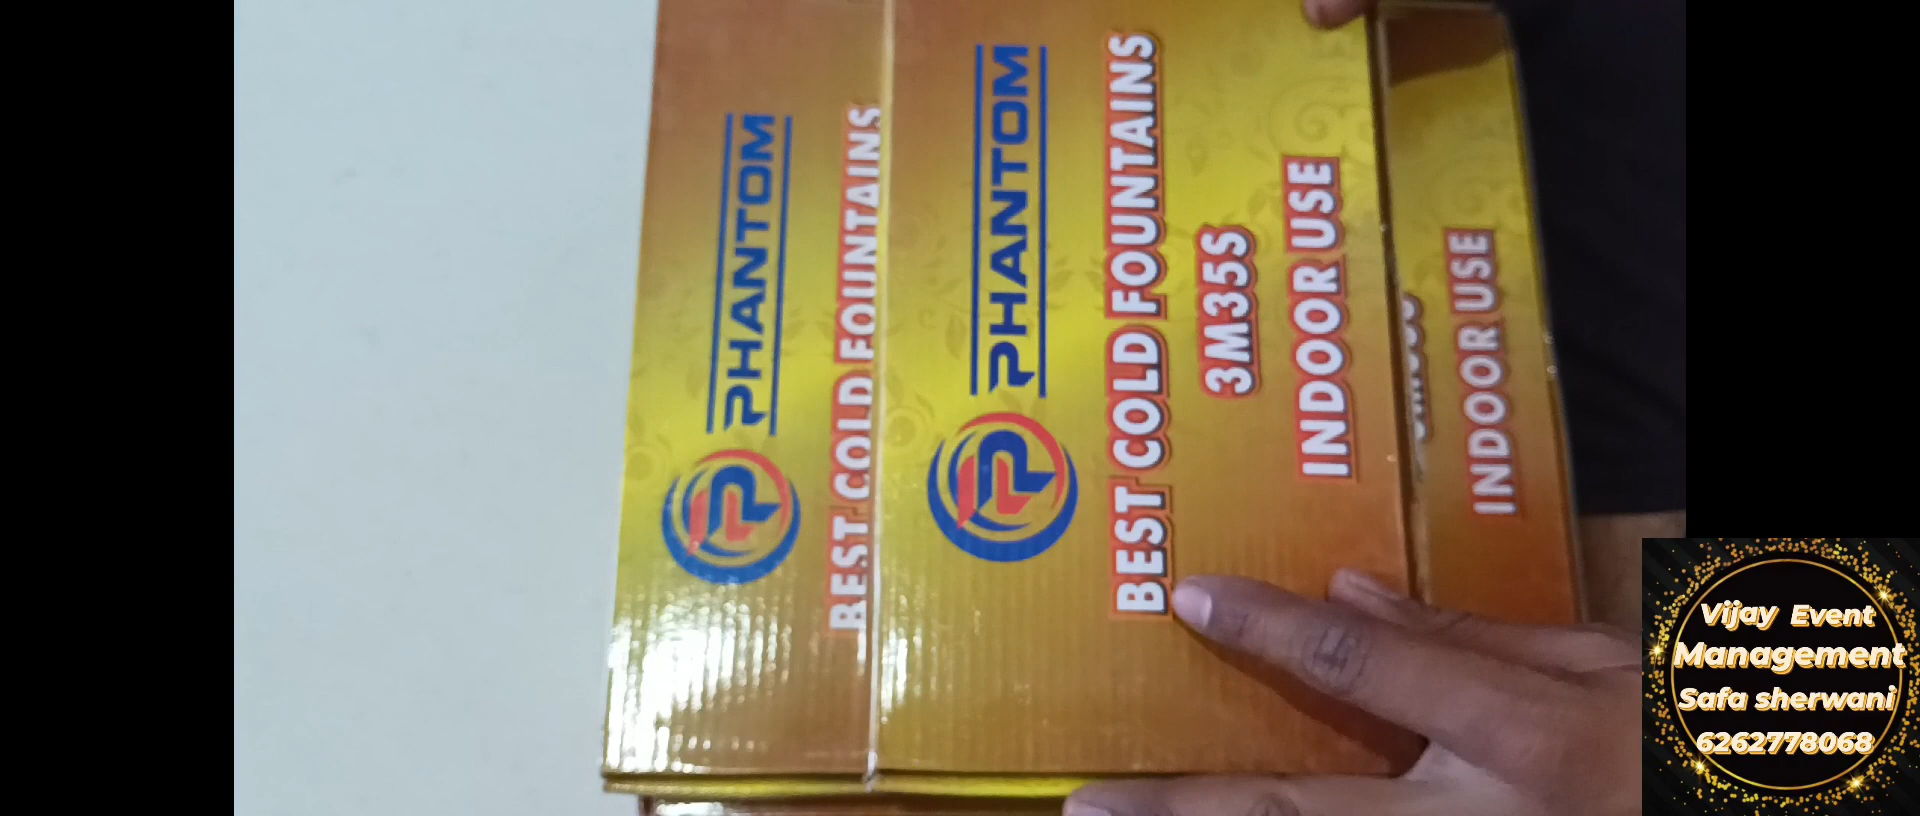 PHANTOM
BEST COLD FOUNTAINS
PHANTOM
BEST COLD FOUNTAINS
3M35S
INDOOR USE
INDOOR USE
Vijay Event
Management
Safa sherwani
6262778068